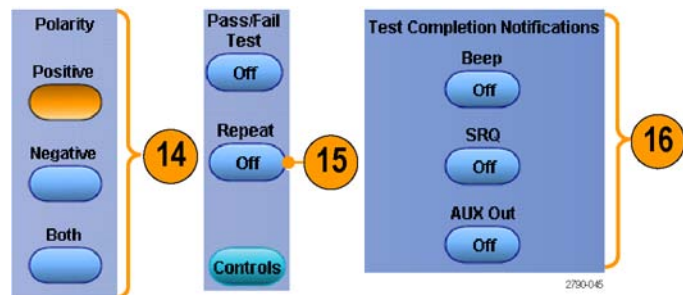 Polarity
Positive
Negative
Both
14
Pass/Fail
Test
Off
Repeat
Off
15
Controls
Test Completion Notifications
Beep
Off
SRQ
Off
AUX Out
Off
16
2790-045